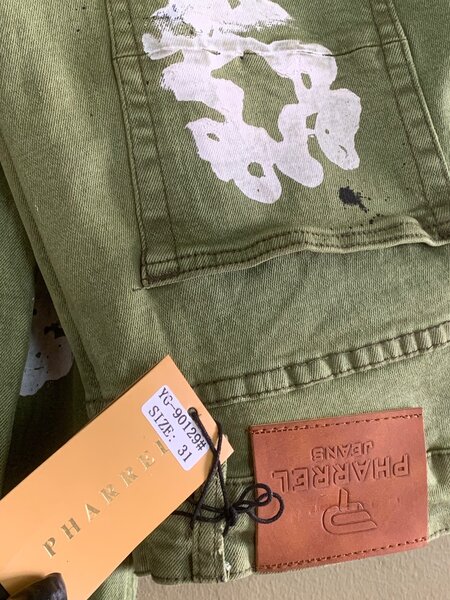 YG-90129#
SIZE: 31
PHARREL
PHARREL
JEANS